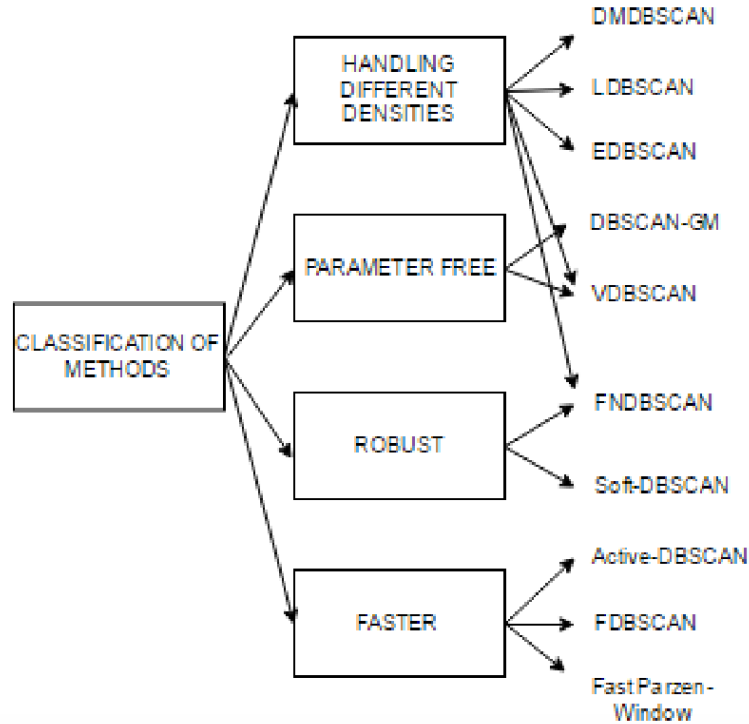 CLASSIFICATION OF
METHODS
HANDLING
DIFFERENT
DENSITIES
PARAMETER FREE
ROBUST
FASTER
DMDBSCAN
LDBSCAN
EDBSCAN
DBSCAN-GM
VDBSCAN
FNDBSCAN
Soft-DBSCAN
Active-DBSCAN
FDBSCAN
Fast Parzen-
Window